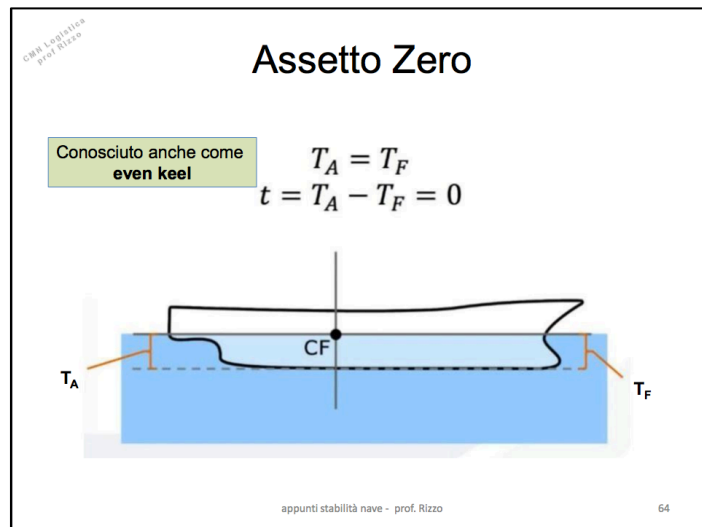 CMN Logistica
prof Rizzo
Assetto Zero
Conosciuto anche come
even keel
T_A = T_F
t = T_A − T_F = 0
CF
T_A
T_F
appunti stabilità nave - prof. Rizzo
64